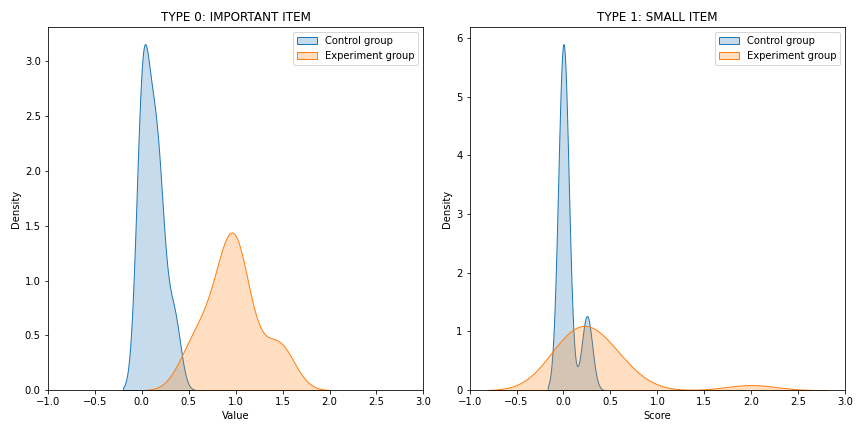 TYPE 0: IMPORTANT ITEM
Control group
Experiment group
Density
3.0
2.5
2.0
1.5
1.0
0.5
0.0
−1.0 −0.5 0.0 0.5 1.0 1.5 2.0 2.5 3.0
Value
TYPE 1: SMALL ITEM
Control group
Experiment group
Density
6
5
4
3
2
1
0
−1.0 −0.5 0.0 0.5 1.0 1.5 2.0 2.5 3.0
Score